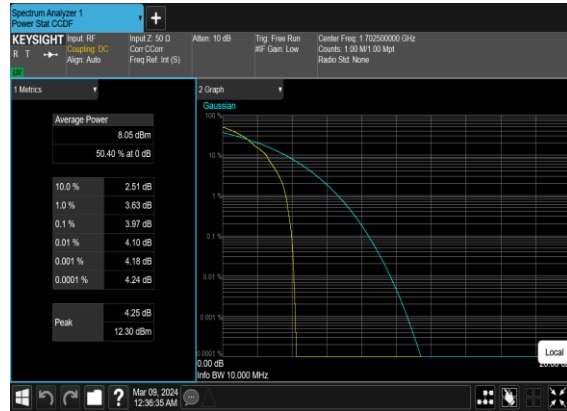 Spectrum Analyzer 1
Power Stat CCDF
+
KEYSIGHT
R T
Input: RF
Coupling: DC
Align: Auto
Input Z: 50 Ω
Corr CCorr
Freq Ref: Int (S)
Atten: 10 dB
Trig: Free Run
#IF Gain: Low
Center Freq: 1.702500000 GHz
Counts: 1.00 M/1.00 Mpt
Radio Std: None
1 Metrics
Average Power
8.05 dBm
50.40 % at 0 dB
10.0 % 2.51 dB
1.0 % 3.63 dB
0.1 % 3.97 dB
0.01 % 4.10 dB
0.001 % 4.18 dB
0.0001 % 4.24 dB
Peak
4.25 dB
12.30 dBm
2 Graph
Gaussian
100 %
10 %
1 %
0.1 %
0.01 %
0.001 %
0.0001 %
0.00 dB
Info BW 10.000 MHz
Local
?
Mar 09, 2024
12:36:35 AM